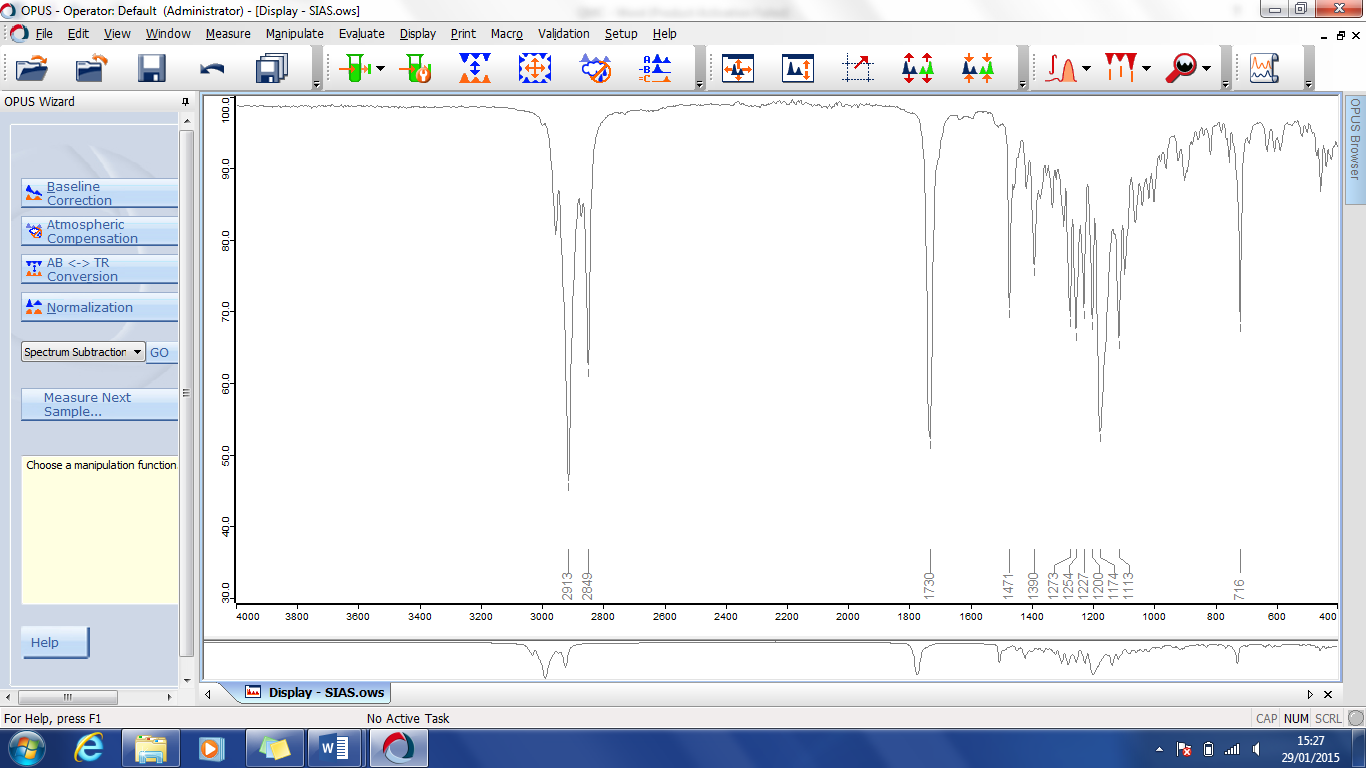 OPUS - Operator: Default (Administrator) - [Display - SIAS.ows]
File Edit View Window Measure Manipulate Evaluate Display Print Macro Validation Setup Help
OPUS Wizard
Baseline
Correction
Atmospheric
Compensation
AB <-> TR
Conversion
Normalization
Spectrum Subtraction GO
Measure Next
Sample...
Choose a manipulation function
Help
100.0
90.0
80.0
70.0
60.0
50.0
40.0
30.0
2913 2849 1730 1471 1390 1273 1254 1227 1200 1174 1113 716
4000 3800 3600 3400 3200 3000 2800 2600 2400 2200 2000 1800 1600 1400 1200 1000 800 600 400
OPUS Browser
Display - SIAS.ows
For Help, press F1 No Active Task CAP NUM SCRL
15:27
29/01/2015